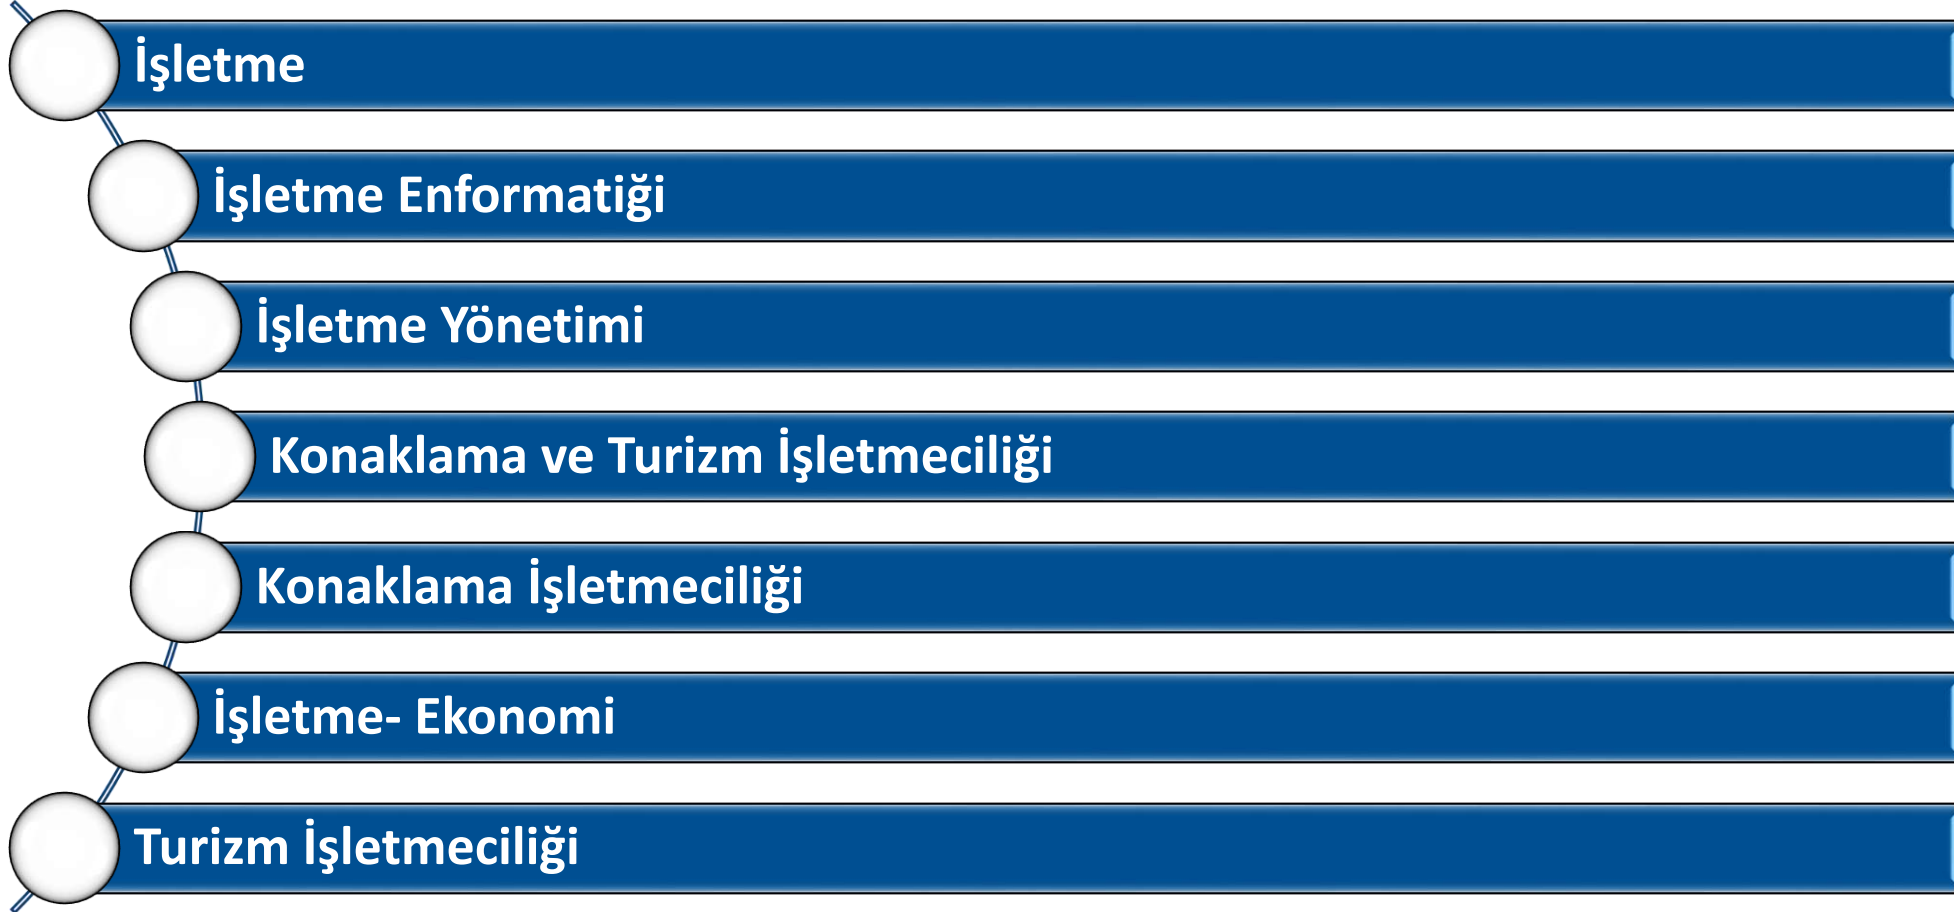 İşletme
İşletme Enformatiği
İşletme Yönetimi
Konaklama ve Turizm İşletmeciliği
Konaklama İşletmeciliği
İşletme- Ekonomi
Turizm İşletmeciliği